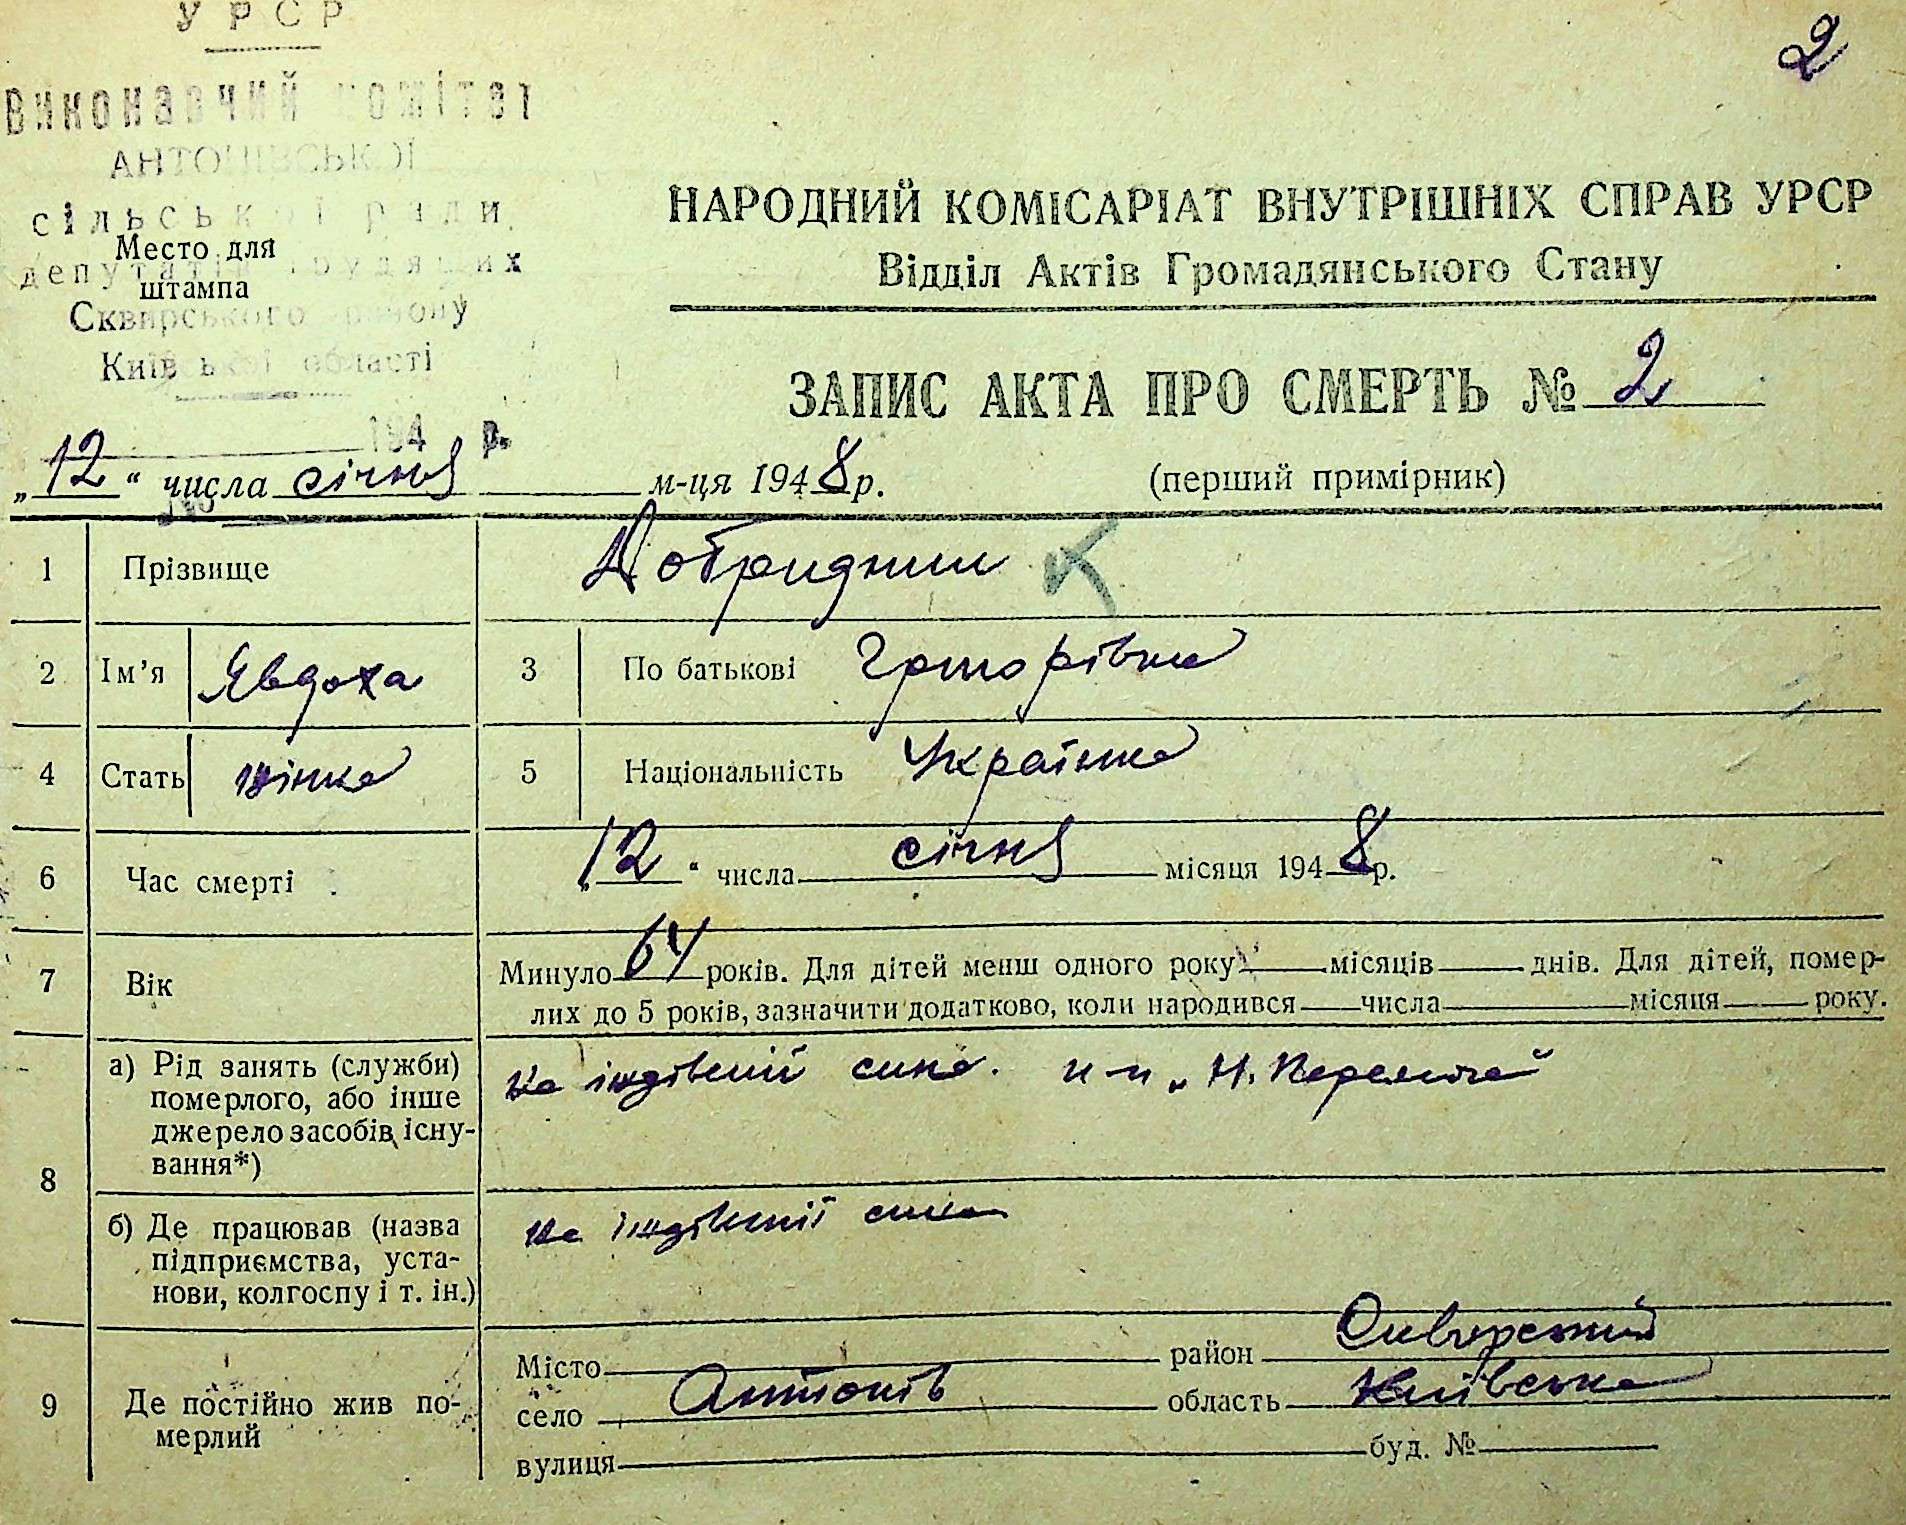 УРСР
2
Виконавчий комітет
АНТОНІВСЬКОЇ
сільської ради
Место для
депутатів трудящих
штампа
Сквирського району
Київської області
194 р.
НАРОДНИЙ КОМІСАРІАТ ВНУТРІШНІХ СПРАВ УРСР
Відділ Актів Громадянського Стану
ЗАПИС АКТА ПРО СМЕРТЬ № 2
„12“ числа січня м-ця 1948 р.
(перший примірник)
1 Прізвище
2 Ім’я Явдоха 3 По батькові Григорівна
4 Стать жінка 5 Національність Українка
6 Час смерті „12“ числа січня місяця 1948 р.
7 Вік Минуло 64 років. Для дітей менш одного року місяців днів. Для дітей, помер-
лих до 5 років, зазначити додатково, коли народився числа місяця року.
8 а) Рід занять (служби)
померлого, або інше
джерело засобів існу-
вання*)
на іждівенії сина.
б) Де працював (назва
підприємства, уста-
нови, колгоспу і т. ін.)
на іждівенії сина
9 Де постійно жив по-
мерлий
Місто район Сквирський
село Антонів область Київська
вулиця буд. №